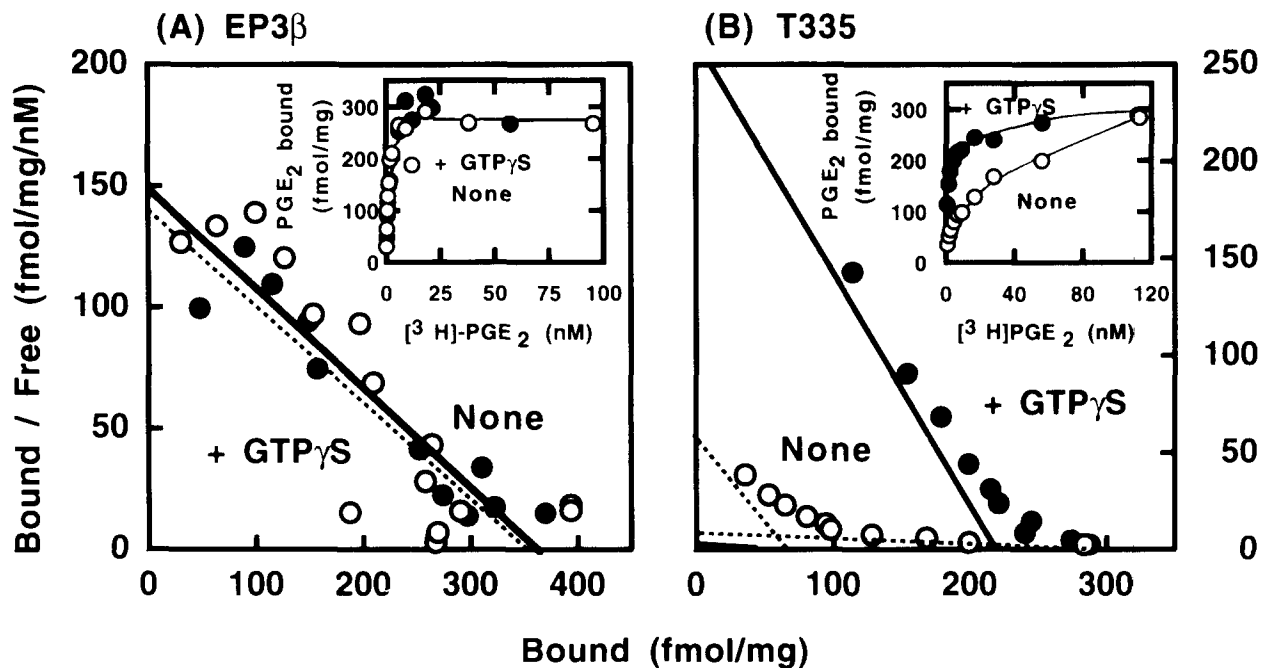 (A) EP3β
(B) T335
Bound / Free (fmol/mg/nM)
200
150
100
50
0
0
100
200
300
400
+ GTPγS
None
PGE2 bound
(fmol/mg)
300
200
100
0
0
25
50
75
100
+ GTPγS
None
[3 H]-PGE2 (nM)
250
200
150
100
50
0
0
100
200
300
None
+ GTPγS
PGE2 bound
(fmol/mg)
300
200
100
0
0
40
80
120
+ GTPγS
None
[3 H]PGE2 (nM)
Bound (fmol/mg)